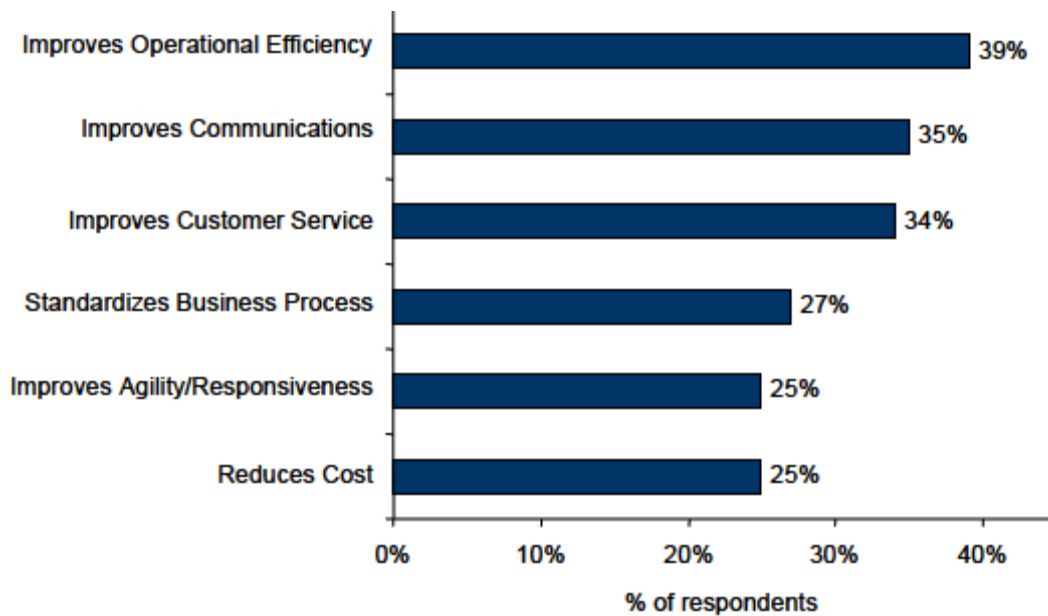 Improves Operational Efficiency 39%
Improves Communications 35%
Improves Customer Service 34%
Standardizes Business Process 27%
Improves Agility/Responsiveness 25%
Reduces Cost 25%
0% 10% 20% 30% 40%
% of respondents